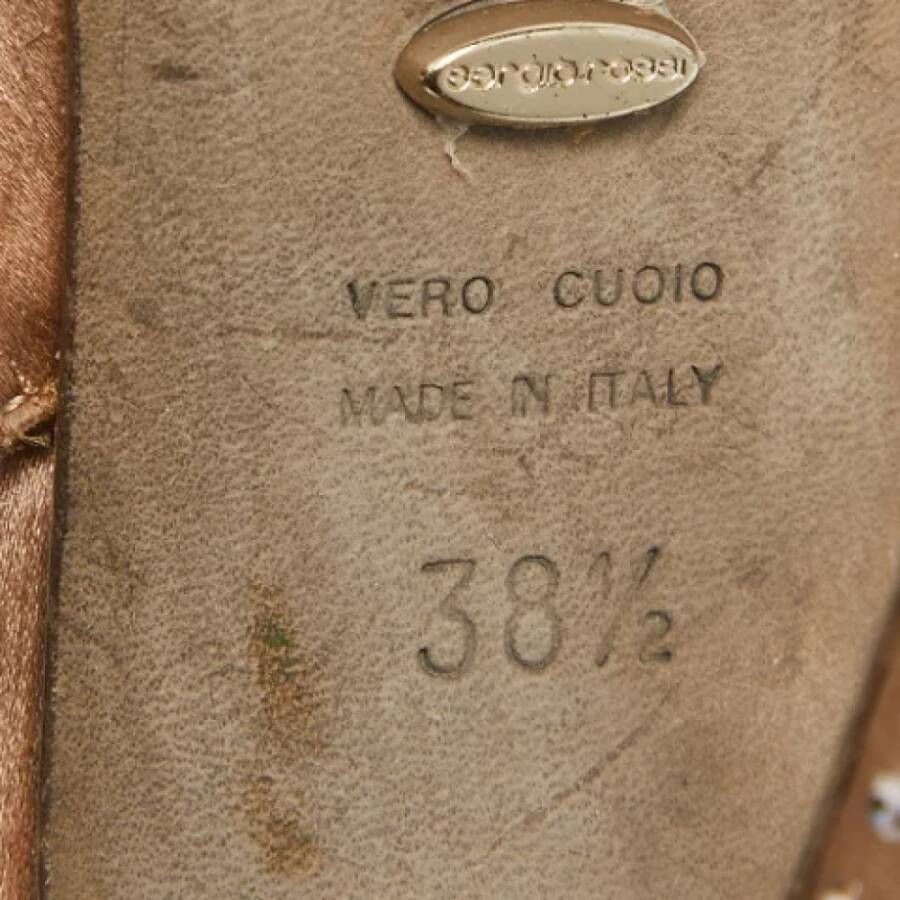 sergio rossi
VERO CUOIO
MADE IN ITALY
38½